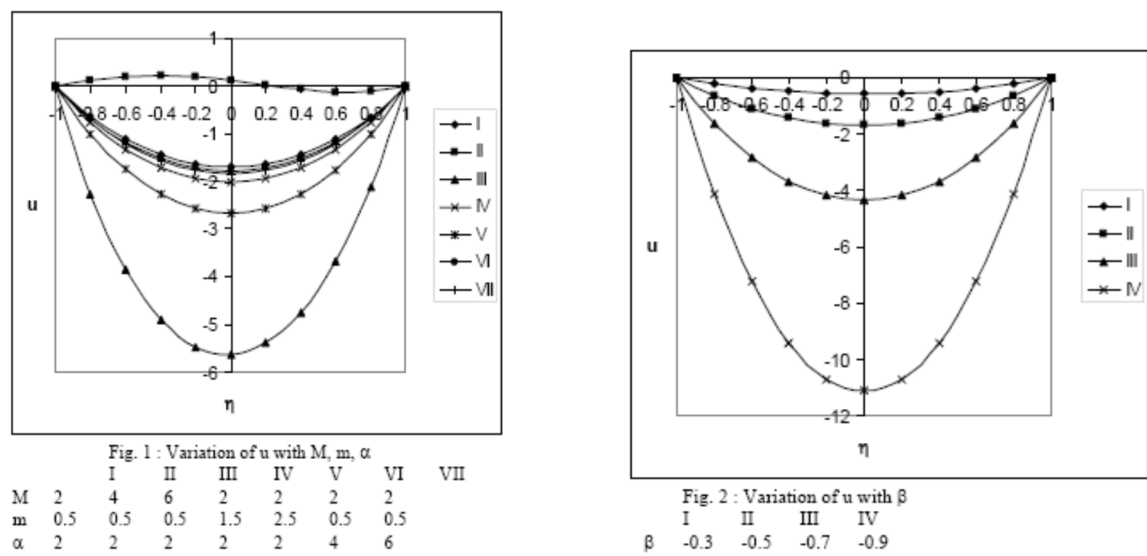 1
0
-1 -0.8 -0.6 -0.4 -0.2 0 0.2 0.4 0.6 0.8 1
-1
-2
-3
-4
-5
-6
u
η
I
II
III
IV
V
VI
VII
Fig. 1 : Variation of u with M, m, α
I II III IV V VI VII
M 2 4 6 2 2 2 2
m 0.5 0.5 0.5 1.5 2.5 0.5 0.5
α 2 2 2 2 2 4 6
0
-1 -0.8 -0.6 -0.4 -0.2 0 0.2 0.4 0.6 0.8 1
-2
-4
-6
-8
-10
-12
u
η
I
II
III
IV
Fig. 2 : Variation of u with β
I II III IV
β -0.3 -0.5 -0.7 -0.9